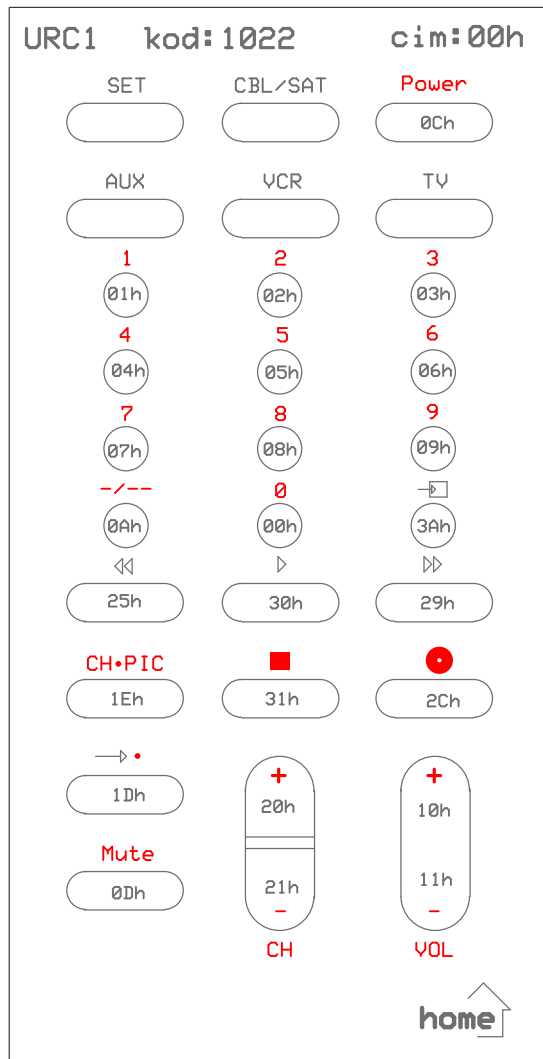 URC1 kod:1022 cim:00h
SET CBL/SAT Power
0Ch
AUX VCR TV
1 2 3
01h 02h 03h
4 5 6
04h 05h 06h
7 8 9
07h 08h 09h
-/-- 0
0Ah 00h 3Ah
25h 30h 29h
CH•PIC
1Eh 31h 2Ch
+ +
1Dh 20h 10h
Mute
0Dh 21h 11h
- -
CH VOL
home